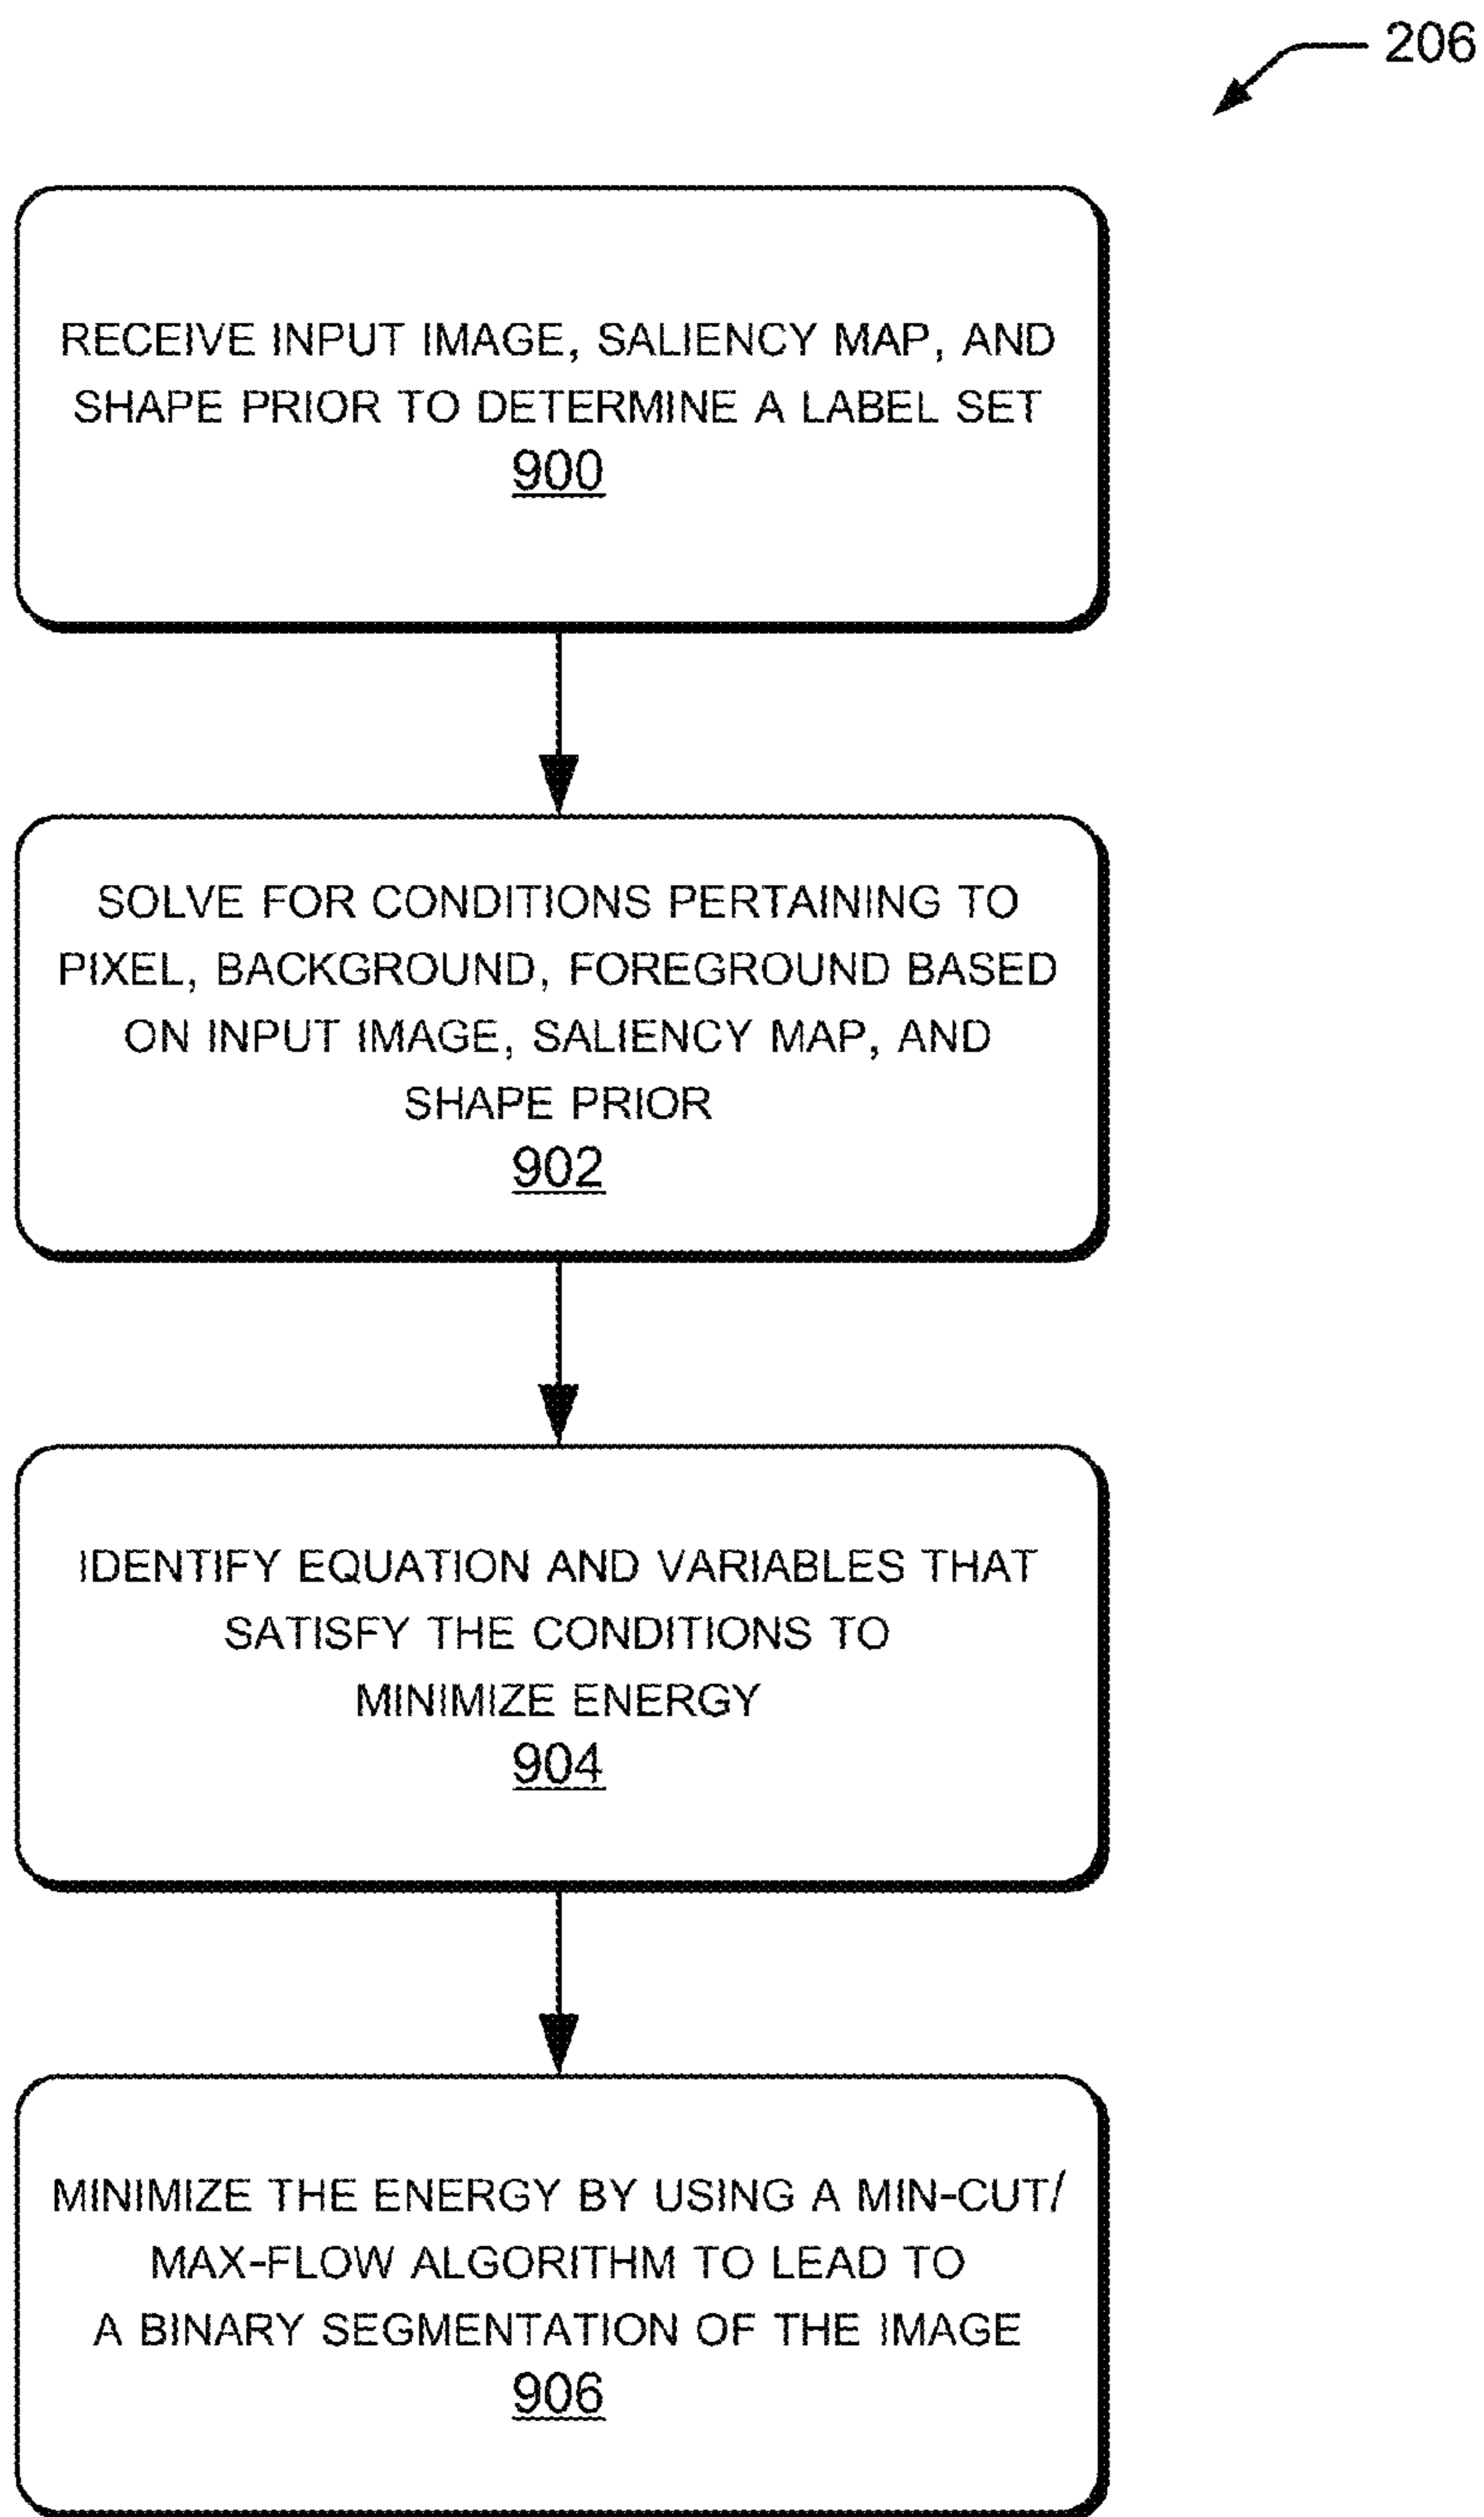 206
RECEIVE INPUT IMAGE, SALIENCY MAP, AND
SHAPE PRIOR TO DETERMINE A LABEL SET
900
SOLVE FOR CONDITIONS PERTAINING TO
PIXEL, BACKGROUND, FOREGROUND BASED
ON INPUT IMAGE, SALIENCY MAP, AND
SHAPE PRIOR
902
IDENTIFY EQUATION AND VARIABLES THAT
SATISFY THE CONDITIONS TO
MINIMIZE ENERGY
904
MINIMIZE THE ENERGY BY USING A MIN-CUT/
MAX-FLOW ALGORITHM TO LEAD TO
A BINARY SEGMENTATION OF THE IMAGE
906